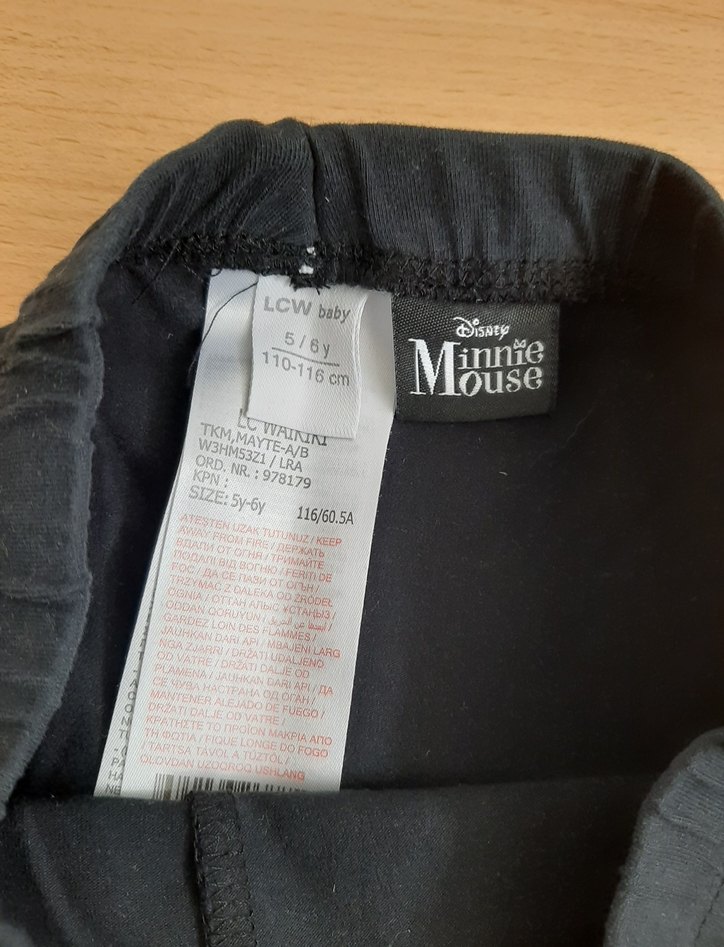 LCW baby
5/6y
110-116 cm
DISNEY
Minnie
Mouse
LC WAIKIKI
TKM,MAYTE-A/B
W3HM53Z1 / LRA
ORD. NR. : 978179
KPN :
SIZE: 5y-6y 116/60.5A
ATEŞTEN UZAK TUTUNUZ / KEEP
AWAY FROM FIRE / ДЕРЖАТЬ
ВДАЛИ ОТ ОГНЯ / ТРИМАЙТЕ
ПОДАЛІ ВІД ВОГНЮ / FERIȚI DE
FOC / ДА СЕ ПАЗИ ОТ ОГЪН /
TRZYMAĆ Z DALEKA OD ŹRÓDEŁ
OGNIA / ОТТАН АЛЫС ҰСТАҢЫЗ /
ODDAN QORUYUN /
GARDEZ LOIN DES FLAMMES /
JAUHKAN DARI API / MBAJENI LARG
NGA ZJARRI / DRŽATI UDALJENO
OD VATRE / DRŽATI DALJE OD
PLAMENA / JAUHKAN DARI API / ДА
СЕ ЧУВА НАСТРАНА ОД ОГАН /
MANTENER ALEJADO DE FUEGO /
DRŽATI DALJE OD VATRE /
ΚΡΑΤΗΣΤΕ ΤΟ ΠΡΟΪΟΝ ΜΑΚΡΙΑ ΑΠΟ
ΤΗ ΦΩΤΙΑ / FIQUE LONGE DO FOGO
/ TARTSA TÁVOL A TŰZTŐL /
OLOVDAN UZOQROQ USHLANG